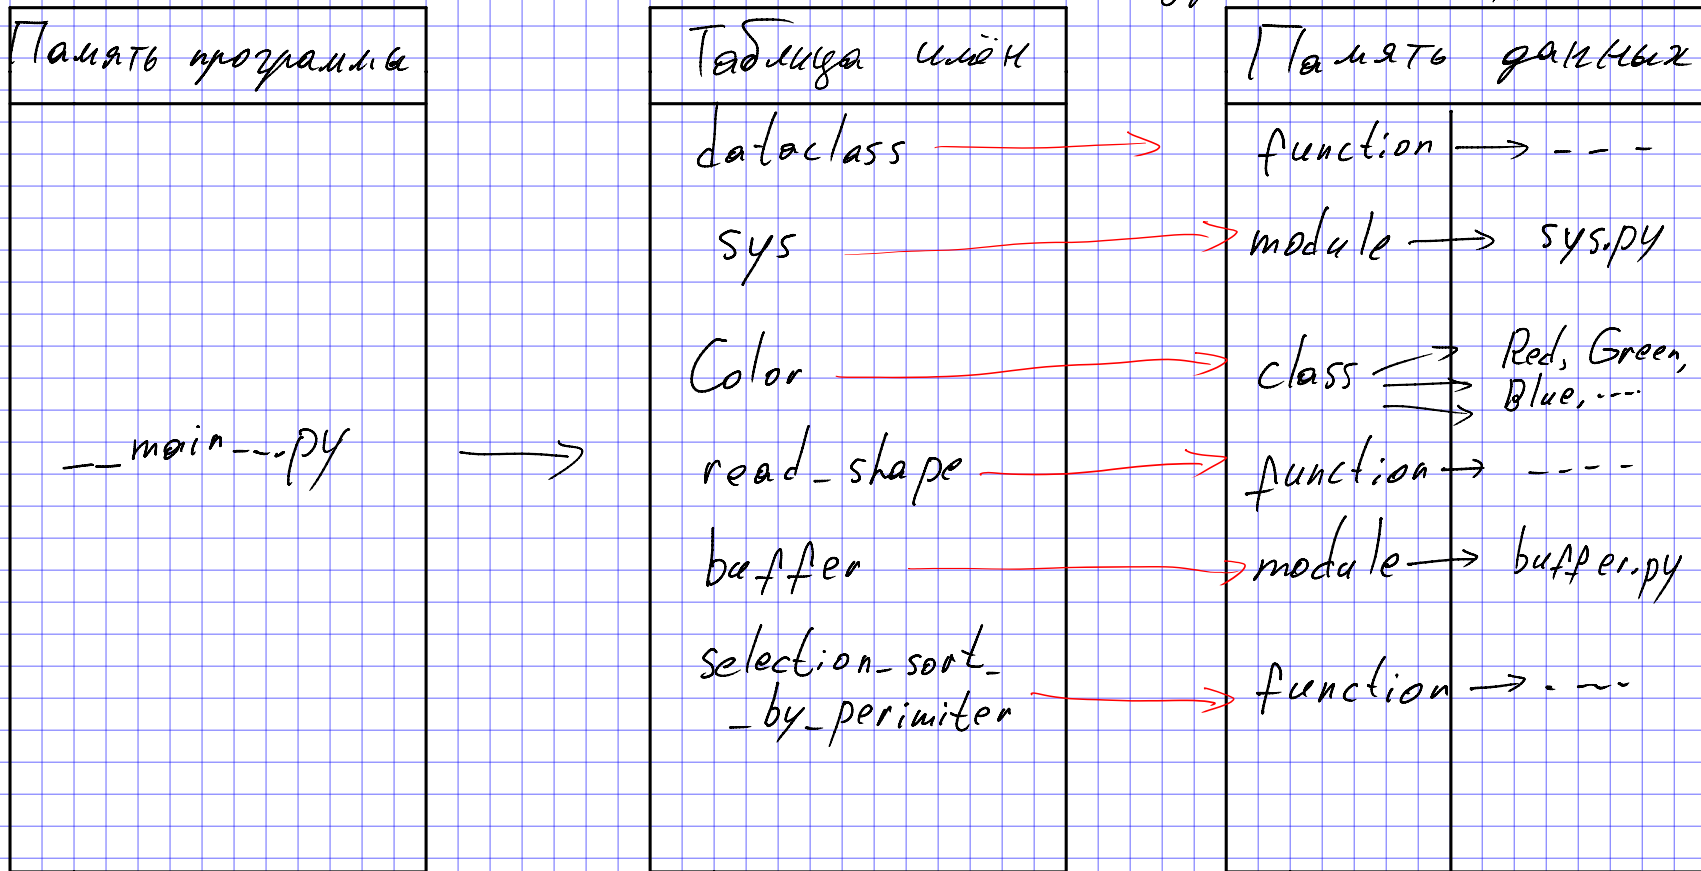 Память программы
Таблица имён
Память данных
dataclass
function → - - -
sys
module → sys.py
Color
class
Red, Green,
Blue, ....
__main__.py
read_shape
function → - - - -
buffer
module → buffer.py
selection_sort_
_by_perimiter
function → - - - -